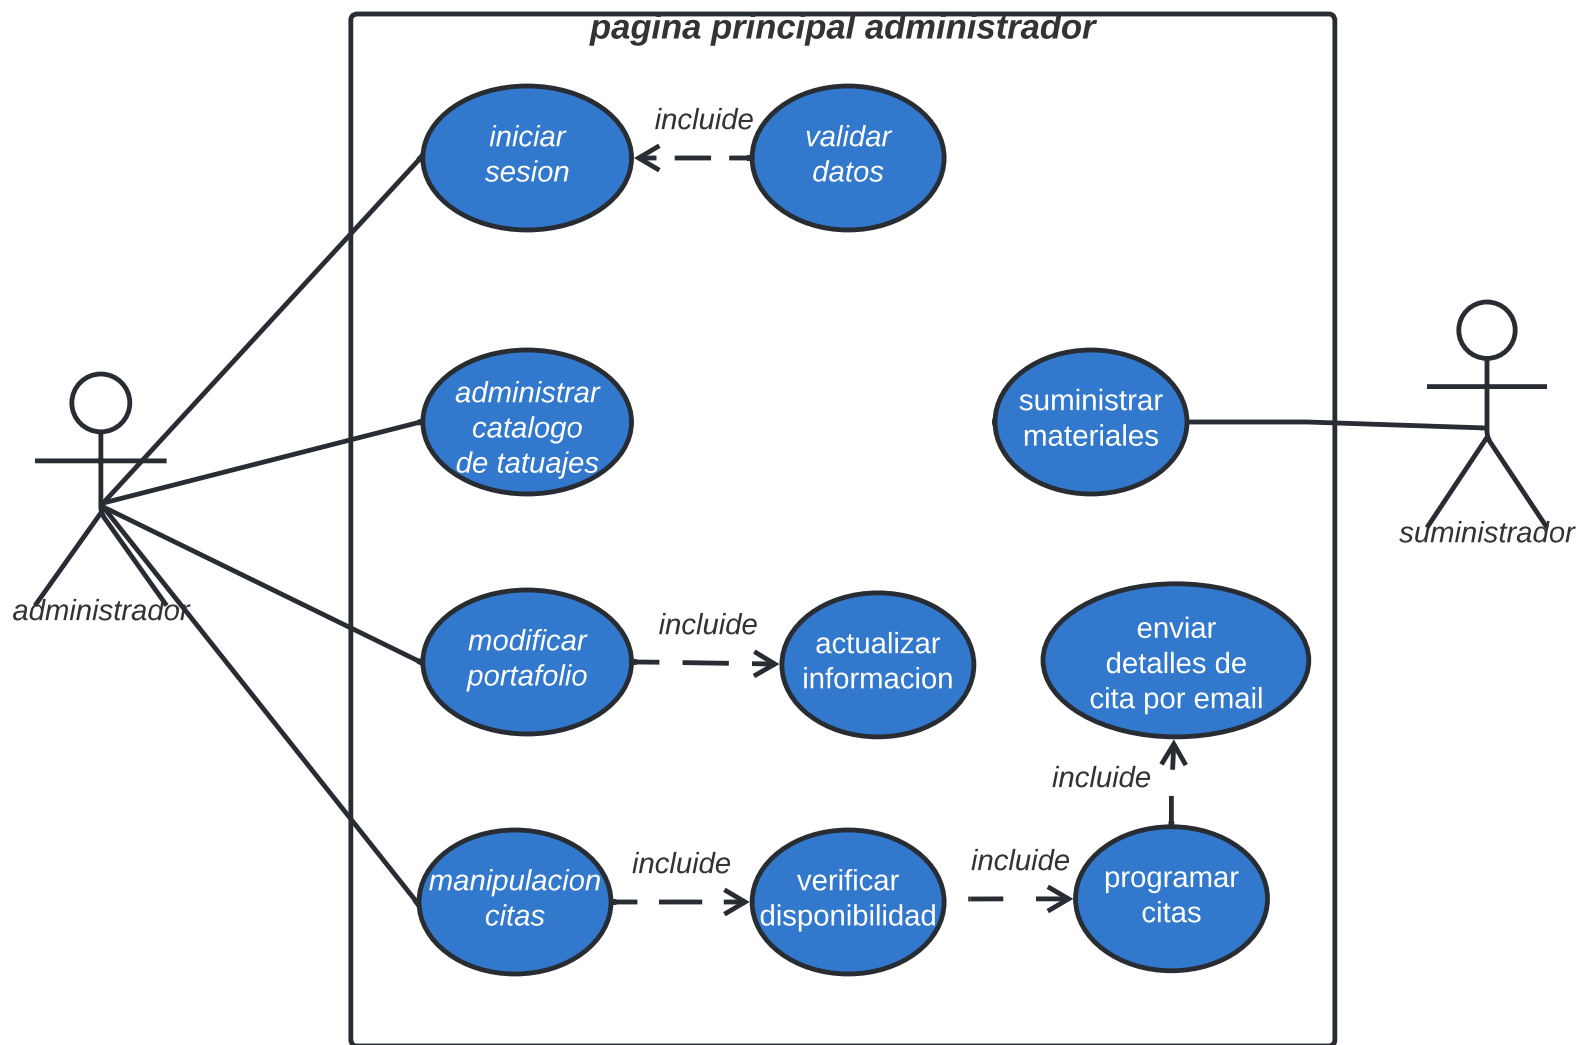 pagina principal administrador
iniciar
sesion
incluide
validar
datos
administrar
catalogo
de tatuajes
suministrar
materiales
suministrador
administrador
modificar
portafolio
incluide
actualizar
informacion
enviar
detalles de
cita por email
incluide
manipulacion
citas
incluide
verificar
disponibilidad
incluide
programar
citas